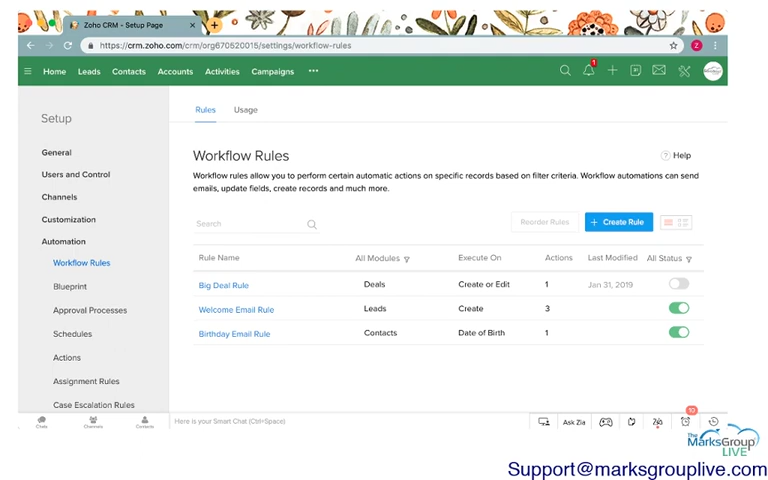 Zoho CRM - Setup Page
https://crm.zoho.com/crm/org670520015/settings/workflow-rules
Z
Home Leads Contacts Accounts Activities Campaigns
1
Rules Usage
Setup
Workflow Rules
Help
Workflow rules allow you to perform certain automatic actions on specific records based on filter criteria. Workflow automations can send
emails, update fields, create records and much more.
Search
Reorder Rules
+ Create Rule
Rule Name All Modules Execute On Actions Last Modified All Status
Big Deal Rule Deals Create or Edit 1 Jan 31, 2019
Welcome Email Rule Leads Create 3
Birthday Email Rule Contacts Date of Birth 1
General
Users and Control
Channels
Customization
Automation
Workflow Rules
Blueprint
Approval Processes
Schedules
Actions
Assignment Rules
Case Escalation Rules
Chats Channels Contacts
Here is your Smart Chat (Ctrl+Space)
Ask Zia
10
The
MarksGroup
LIVE
Support@marksgrouplive.com